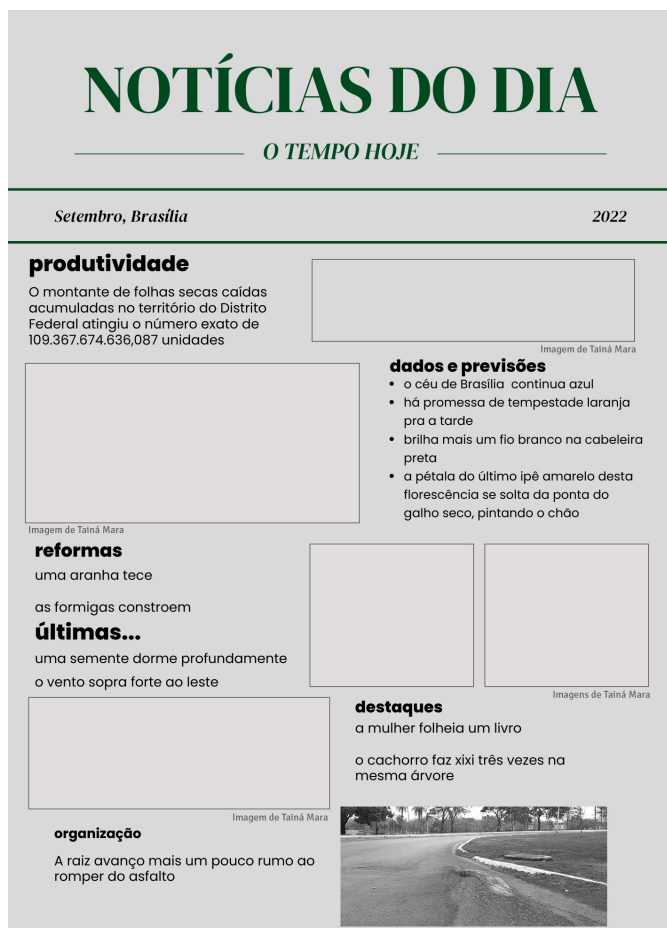 NOTÍCIAS DO DIA
O TEMPO HOJE
Setembro, Brasília
2022
produtividade
O montante de folhas secas caídas
acumuladas no território do Distrito
Federal atingiu o número exato de
109.367.674.636,087 unidades
Imagem de Tainá Mara
dados e previsões
• o céu de Brasília continua azul
• há promessa de tempestade laranja
pra a tarde
• brilha mais um fio branco na cabeleira
preta
• a pétala do último ipê amarelo desta
florescência se solta da ponta do
galho seco, pintando o chão
Imagem de Tainá Mara
reformas
uma aranha tece
as formigas constroem
últimas...
uma semente dorme profundamente
o vento sopra forte ao leste
Imagens de Tainá Mara
destaques
a mulher folheia um livro
o cachorro faz xixi três vezes na
mesma árvore
Imagem de Tainá Mara
organização
A raiz avanço mais um pouco rumo ao
romper do asfalto